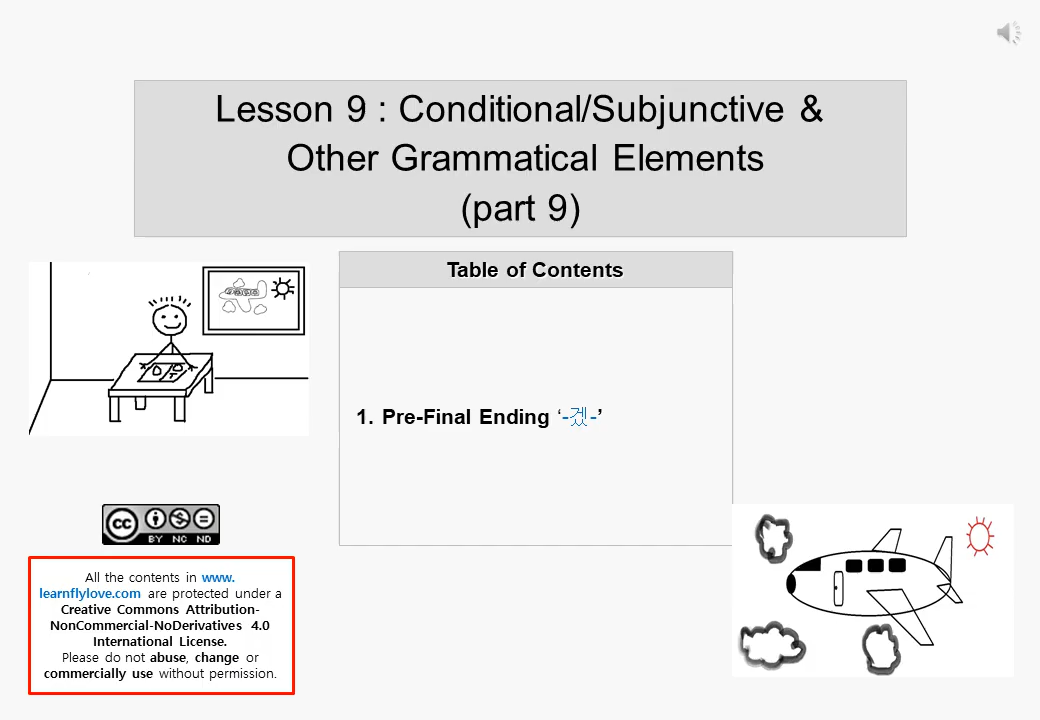 Lesson 9 : Conditional/Subjunctive &
Other Grammatical Elements
(part 9)
Table of Contents
1. Pre-Final Ending ‘-겠-’
cc BY NC ND
All the contents in www.
learnflylove.com are protected under a
Creative Commons Attribution-
NonCommercial-NoDerivatives 4.0
International License.
Please do not abuse, change or
commercially use without permission.